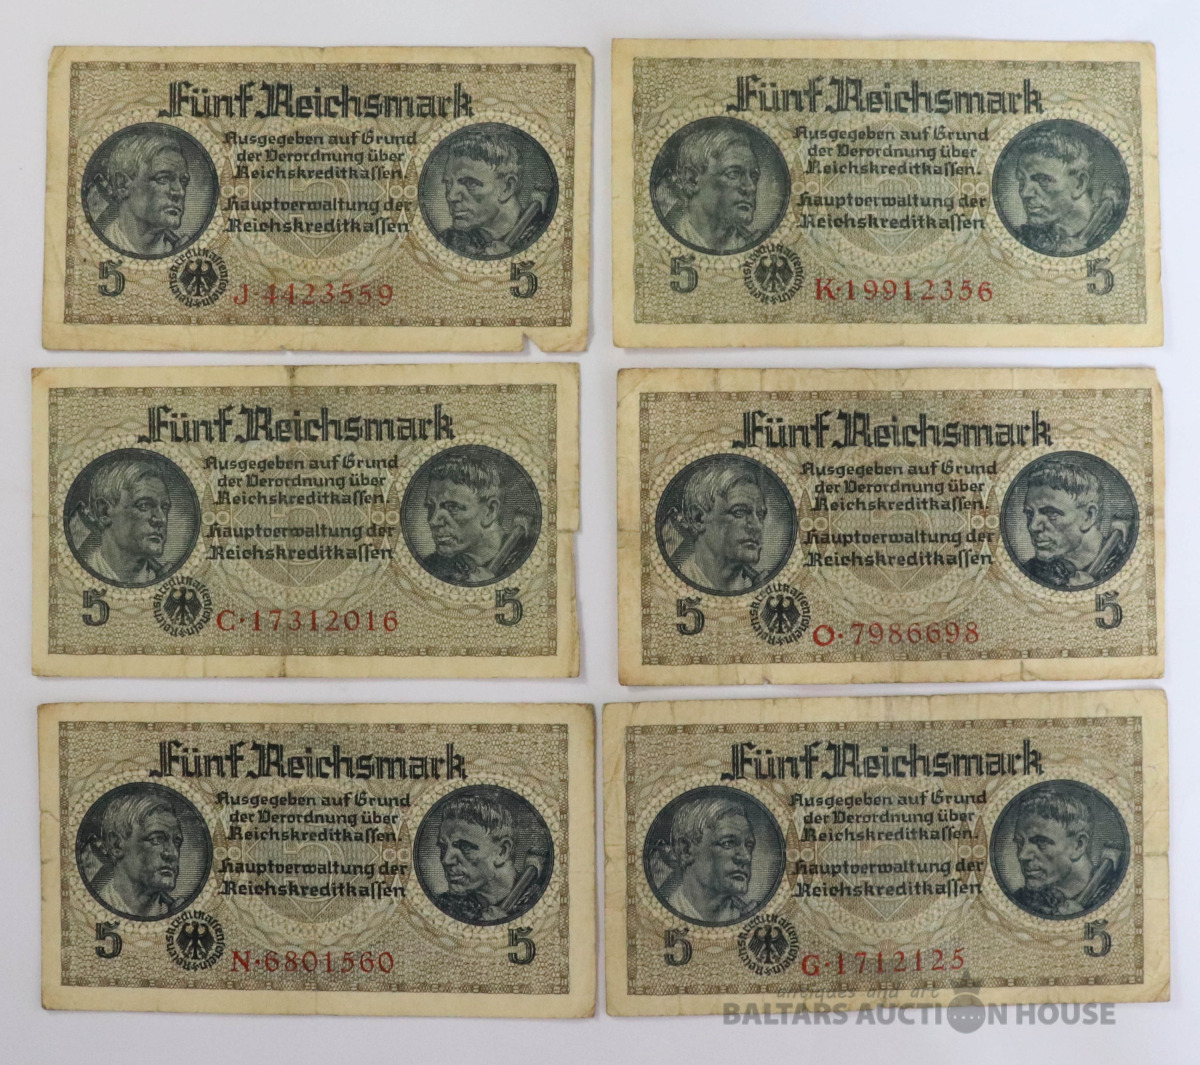 Fünf Reichsmark
Ausgegeben auf Grund
der Verordnung über
Reichskreditkassen.
Hauptverwaltung der
Reichskreditkassen
5
Reichskreditkassen
J·4423559
5
Fünf Reichsmark
Ausgegeben auf Grund
der Verordnung über
Reichskreditkassen.
Hauptverwaltung der
Reichskreditkassen
5
K·19912356
5
Fünf Reichsmark
Ausgegeben auf Grund
der Verordnung über
Reichskreditkassen.
Hauptverwaltung der
Reichskreditkassen
5
C·17312016
5
Fünf Reichsmark
Ausgegeben auf Grund
der Verordnung über
Reichskreditkassen.
Hauptverwaltung der
Reichskreditkassen
5
O·7986698
5
Fünf Reichsmark
Ausgegeben auf Grund
der Verordnung über
Reichskreditkassen.
Hauptverwaltung der
Reichskreditkassen
5
N·6801560
5
Fünf Reichsmark
Ausgegeben auf Grund
der Verordnung über
Reichskreditkassen.
Hauptverwaltung der
Reichskreditkassen
5
G·1712125
5
antiques and art
BALTARS AUCTION HOUSE